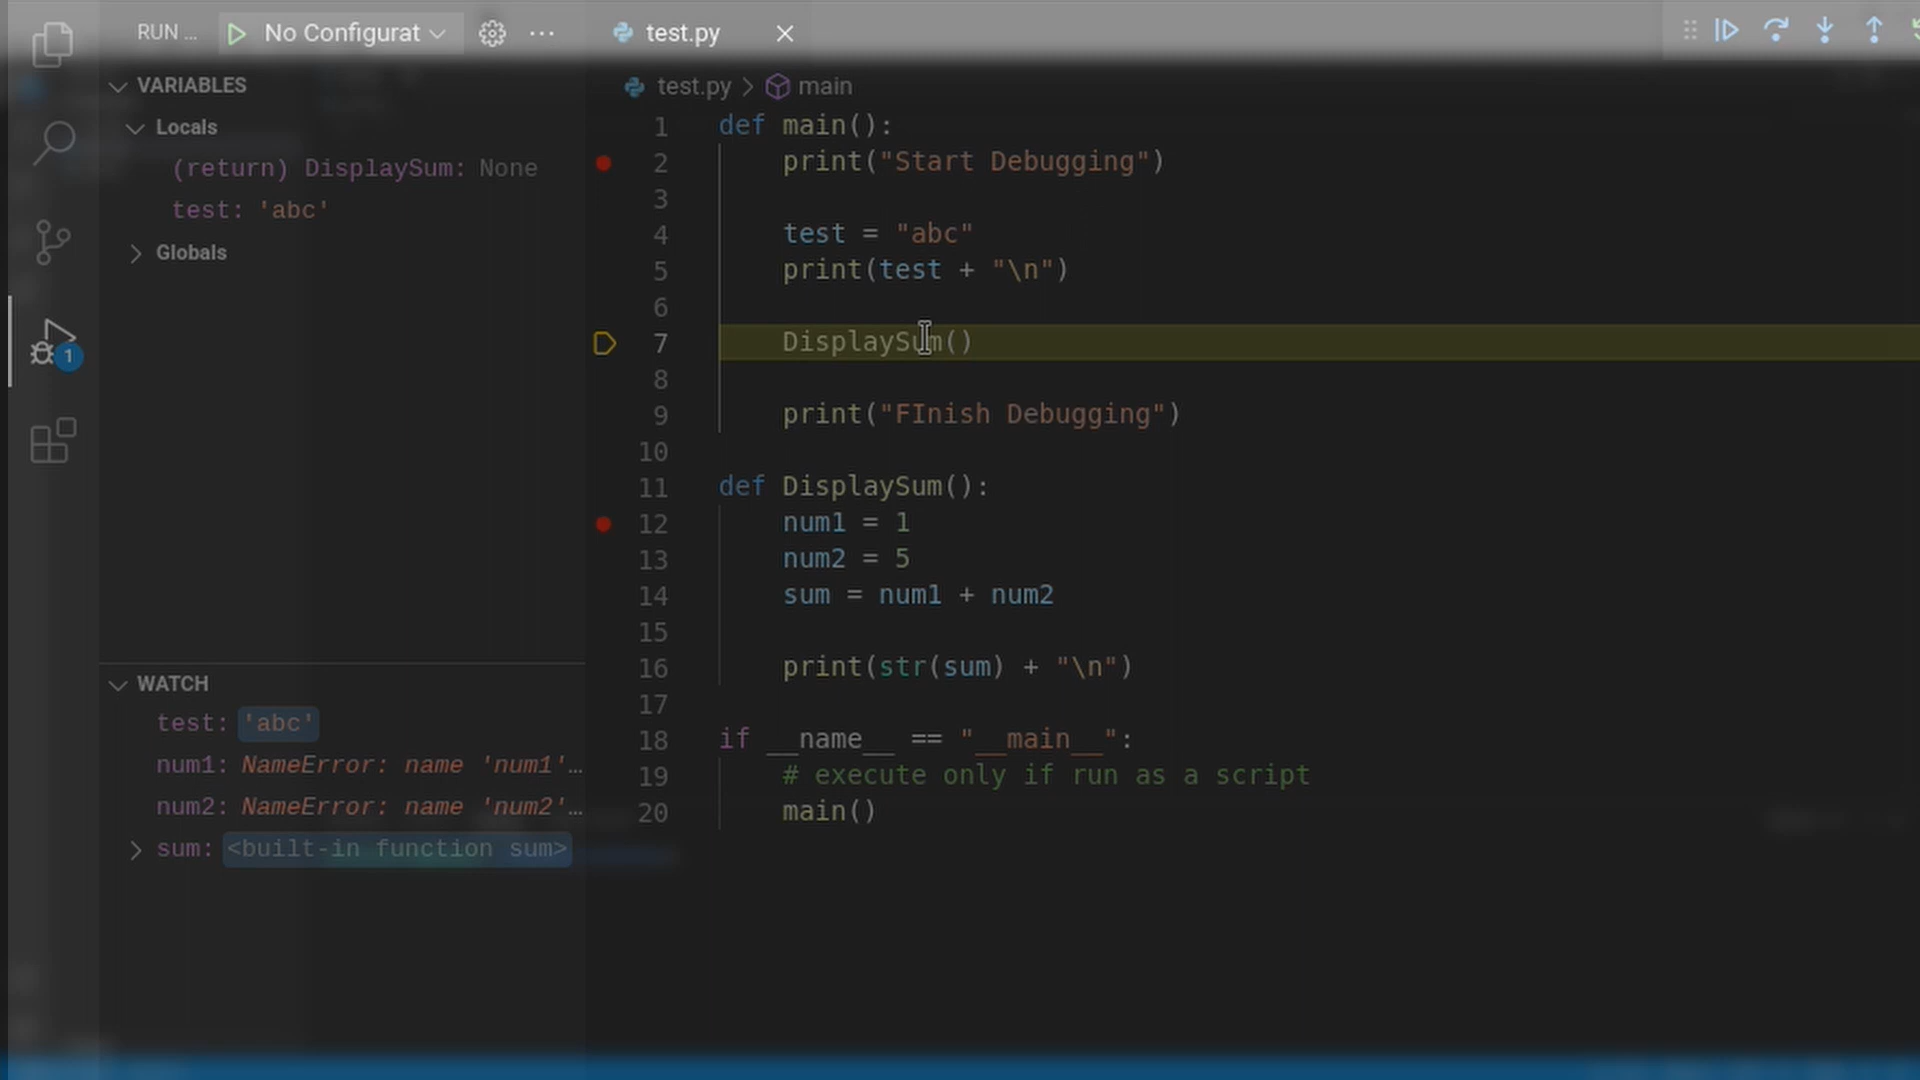 RUN ... No Configurat ···
test.py
VARIABLES
Locals
(return) DisplaySum: None
test: 'abc'
Globals
1
WATCH
test: 'abc'
num1: NameError: name 'num1'…
num2: NameError: name 'num2'…
sum: <built-in function sum>
test.py > main
1 def main():
2 print("Start Debugging")
3
4 test = "abc"
5 print(test + "\n")
6
7 DisplaySum()
8
9 print("FInish Debugging")
10
11 def DisplaySum():
12 num1 = 1
13 num2 = 5
14 sum = num1 + num2
15
16 print(str(sum) + "\n")
17
18 if __name__ == "__main__":
19 # execute only if run as a script
20 main()